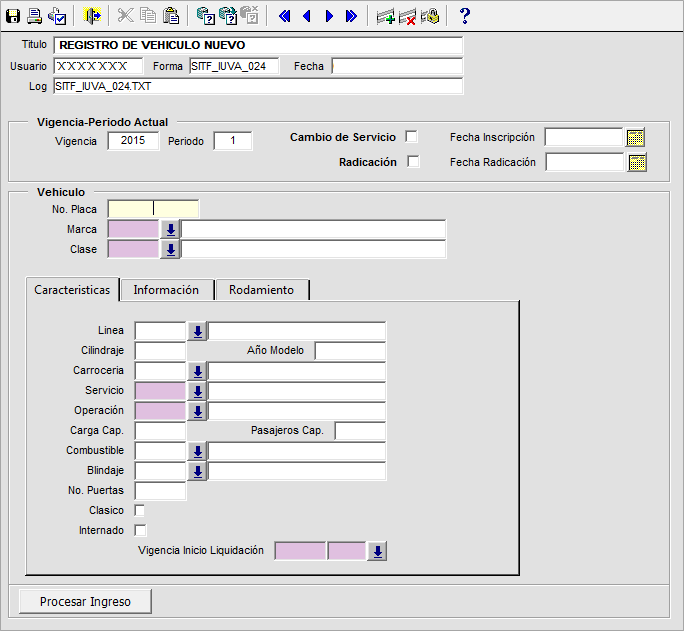 ?
Titulo REGISTRO DE VEHICULO NUEVO
Usuario XXXXXXX Forma SITF_IUVA_024 Fecha
Log SITF_IUVA_024.TXT
Vigencia-Periodo Actual
Vigencia 2015 Periodo 1 Cambio de Servicio Fecha Inscripción
Radicación Fecha Radicación
Vehiculo
No. Placa
Marca
Clase
Caracteristicas Información Rodamiento
Linea
Cilindraje Año Modelo
Carroceria
Servicio
Operación
Carga Cap. Pasajeros Cap.
Combustible
Blindaje
No. Puertas
Clasico
Internado
Vigencia Inicio Liquidación
Procesar Ingreso